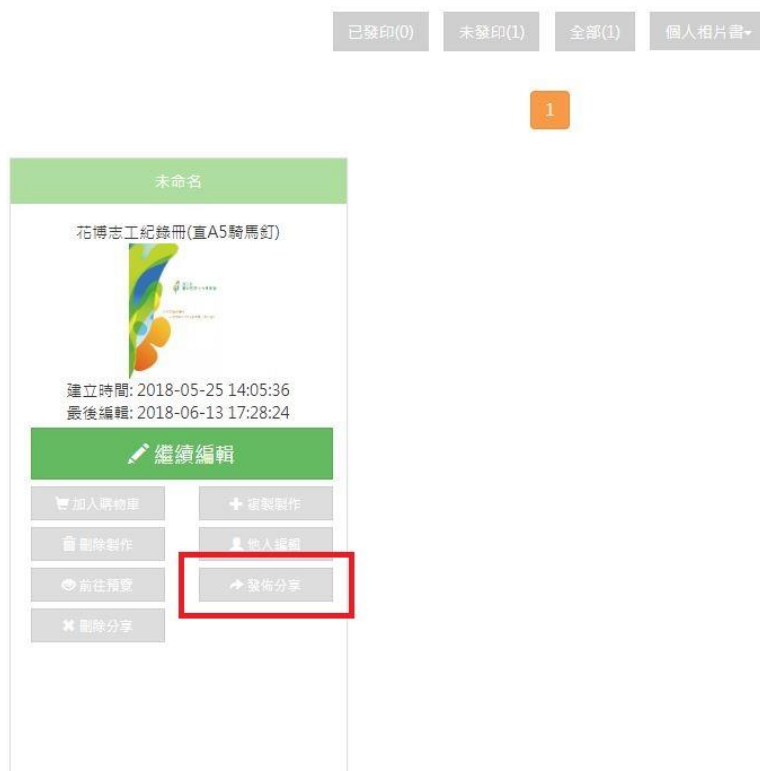 已發印(0) 未發印(1) 全部(1) 個人相片書
1
未命名
花博志工紀錄冊(直A5騎馬釘)
建立時間: 2018-05-25 14:05:36
最後編輯: 2018-06-13 17:28:24
繼續編輯
加入購物車 複製製作
刪除製作 他人編輯
前往預覽 發佈分享
刪除分享